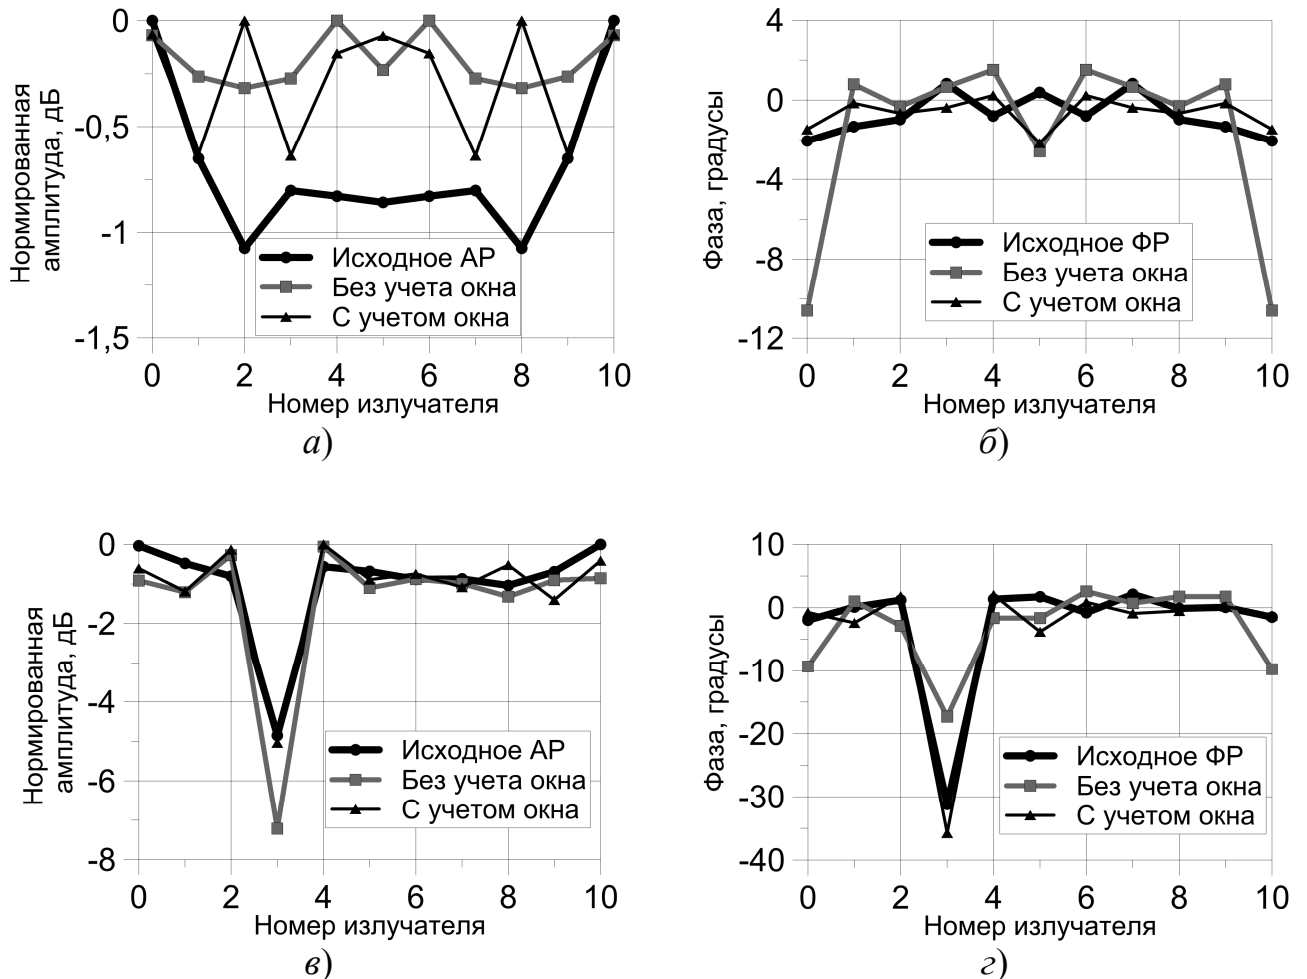 0
-0,5
-1
-1,5
Нормированная
амплитуда, дБ
Исходное АР
Без учета окна
С учетом окна
0 2 4 6 8 10
Номер излучателя
а)
4
0
-4
-8
-12
Фаза, градусы
Исходное ФР
Без учета окна
С учетом окна
0 2 4 6 8 10
Номер излучателя
б)
0
-2
-4
-6
-8
Нормированная
амплитуда, дБ
Исходное АР
Без учета окна
С учетом окна
0 2 4 6 8 10
Номер излучателя
в)
10
0
-10
-20
-30
-40
Фаза, градусы
Исходное ФР
Без учета окна
С учетом окна
0 2 4 6 8 10
Номер излучателя
г)